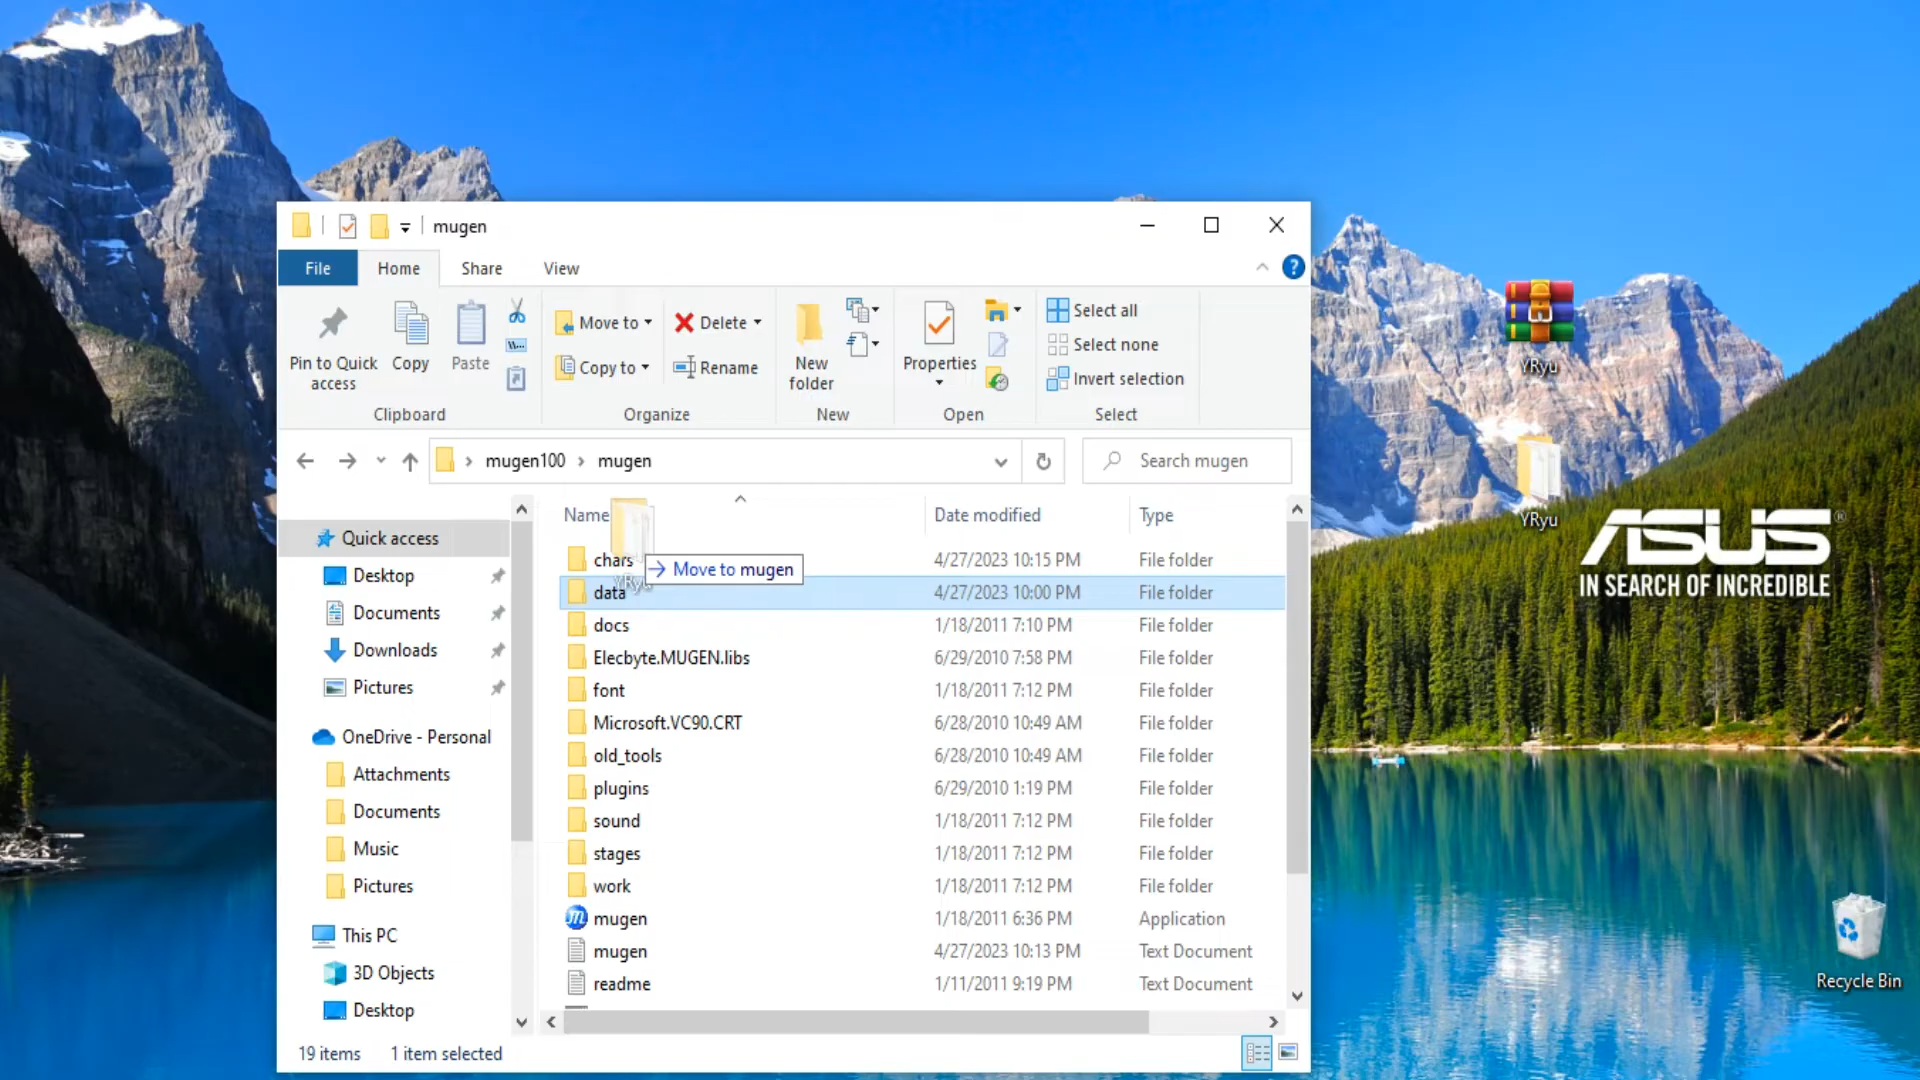 mugen
File
Home
Share
View
?
Pin to Quick access
Copy
Paste
Move to
Copy to
Delete
Rename
New folder
Properties
Select all
Select none
Invert selection
Clipboard
Organize
New
Open
Select
mugen100 › mugen
Search mugen
Name
Date modified
Type
chars 4/27/2023 10:15 PM File folder
YRyu
→ Move to mugen
data 4/27/2023 10:00 PM File folder
docs 1/18/2011 7:10 PM File folder
Elecbyte.MUGEN.libs 6/29/2010 7:58 PM File folder
font 1/18/2011 7:12 PM File folder
Microsoft.VC90.CRT 6/28/2010 10:49 AM File folder
old_tools 6/28/2010 10:49 AM File folder
plugins 6/29/2010 1:19 PM File folder
sound 1/18/2011 7:12 PM File folder
stages 1/18/2011 7:12 PM File folder
work 1/18/2011 7:12 PM File folder
mugen 1/18/2011 6:36 PM Application
mugen 4/27/2023 10:13 PM Text Document
readme 1/11/2011 9:19 PM Text Document
Quick access
Desktop
Documents
Downloads
Pictures
OneDrive - Personal
Attachments
Documents
Music
Pictures
This PC
3D Objects
Desktop
19 items
1 item selected
YRyu
YRyu
ASUS®
IN SEARCH OF INCREDIBLE
Recycle Bin